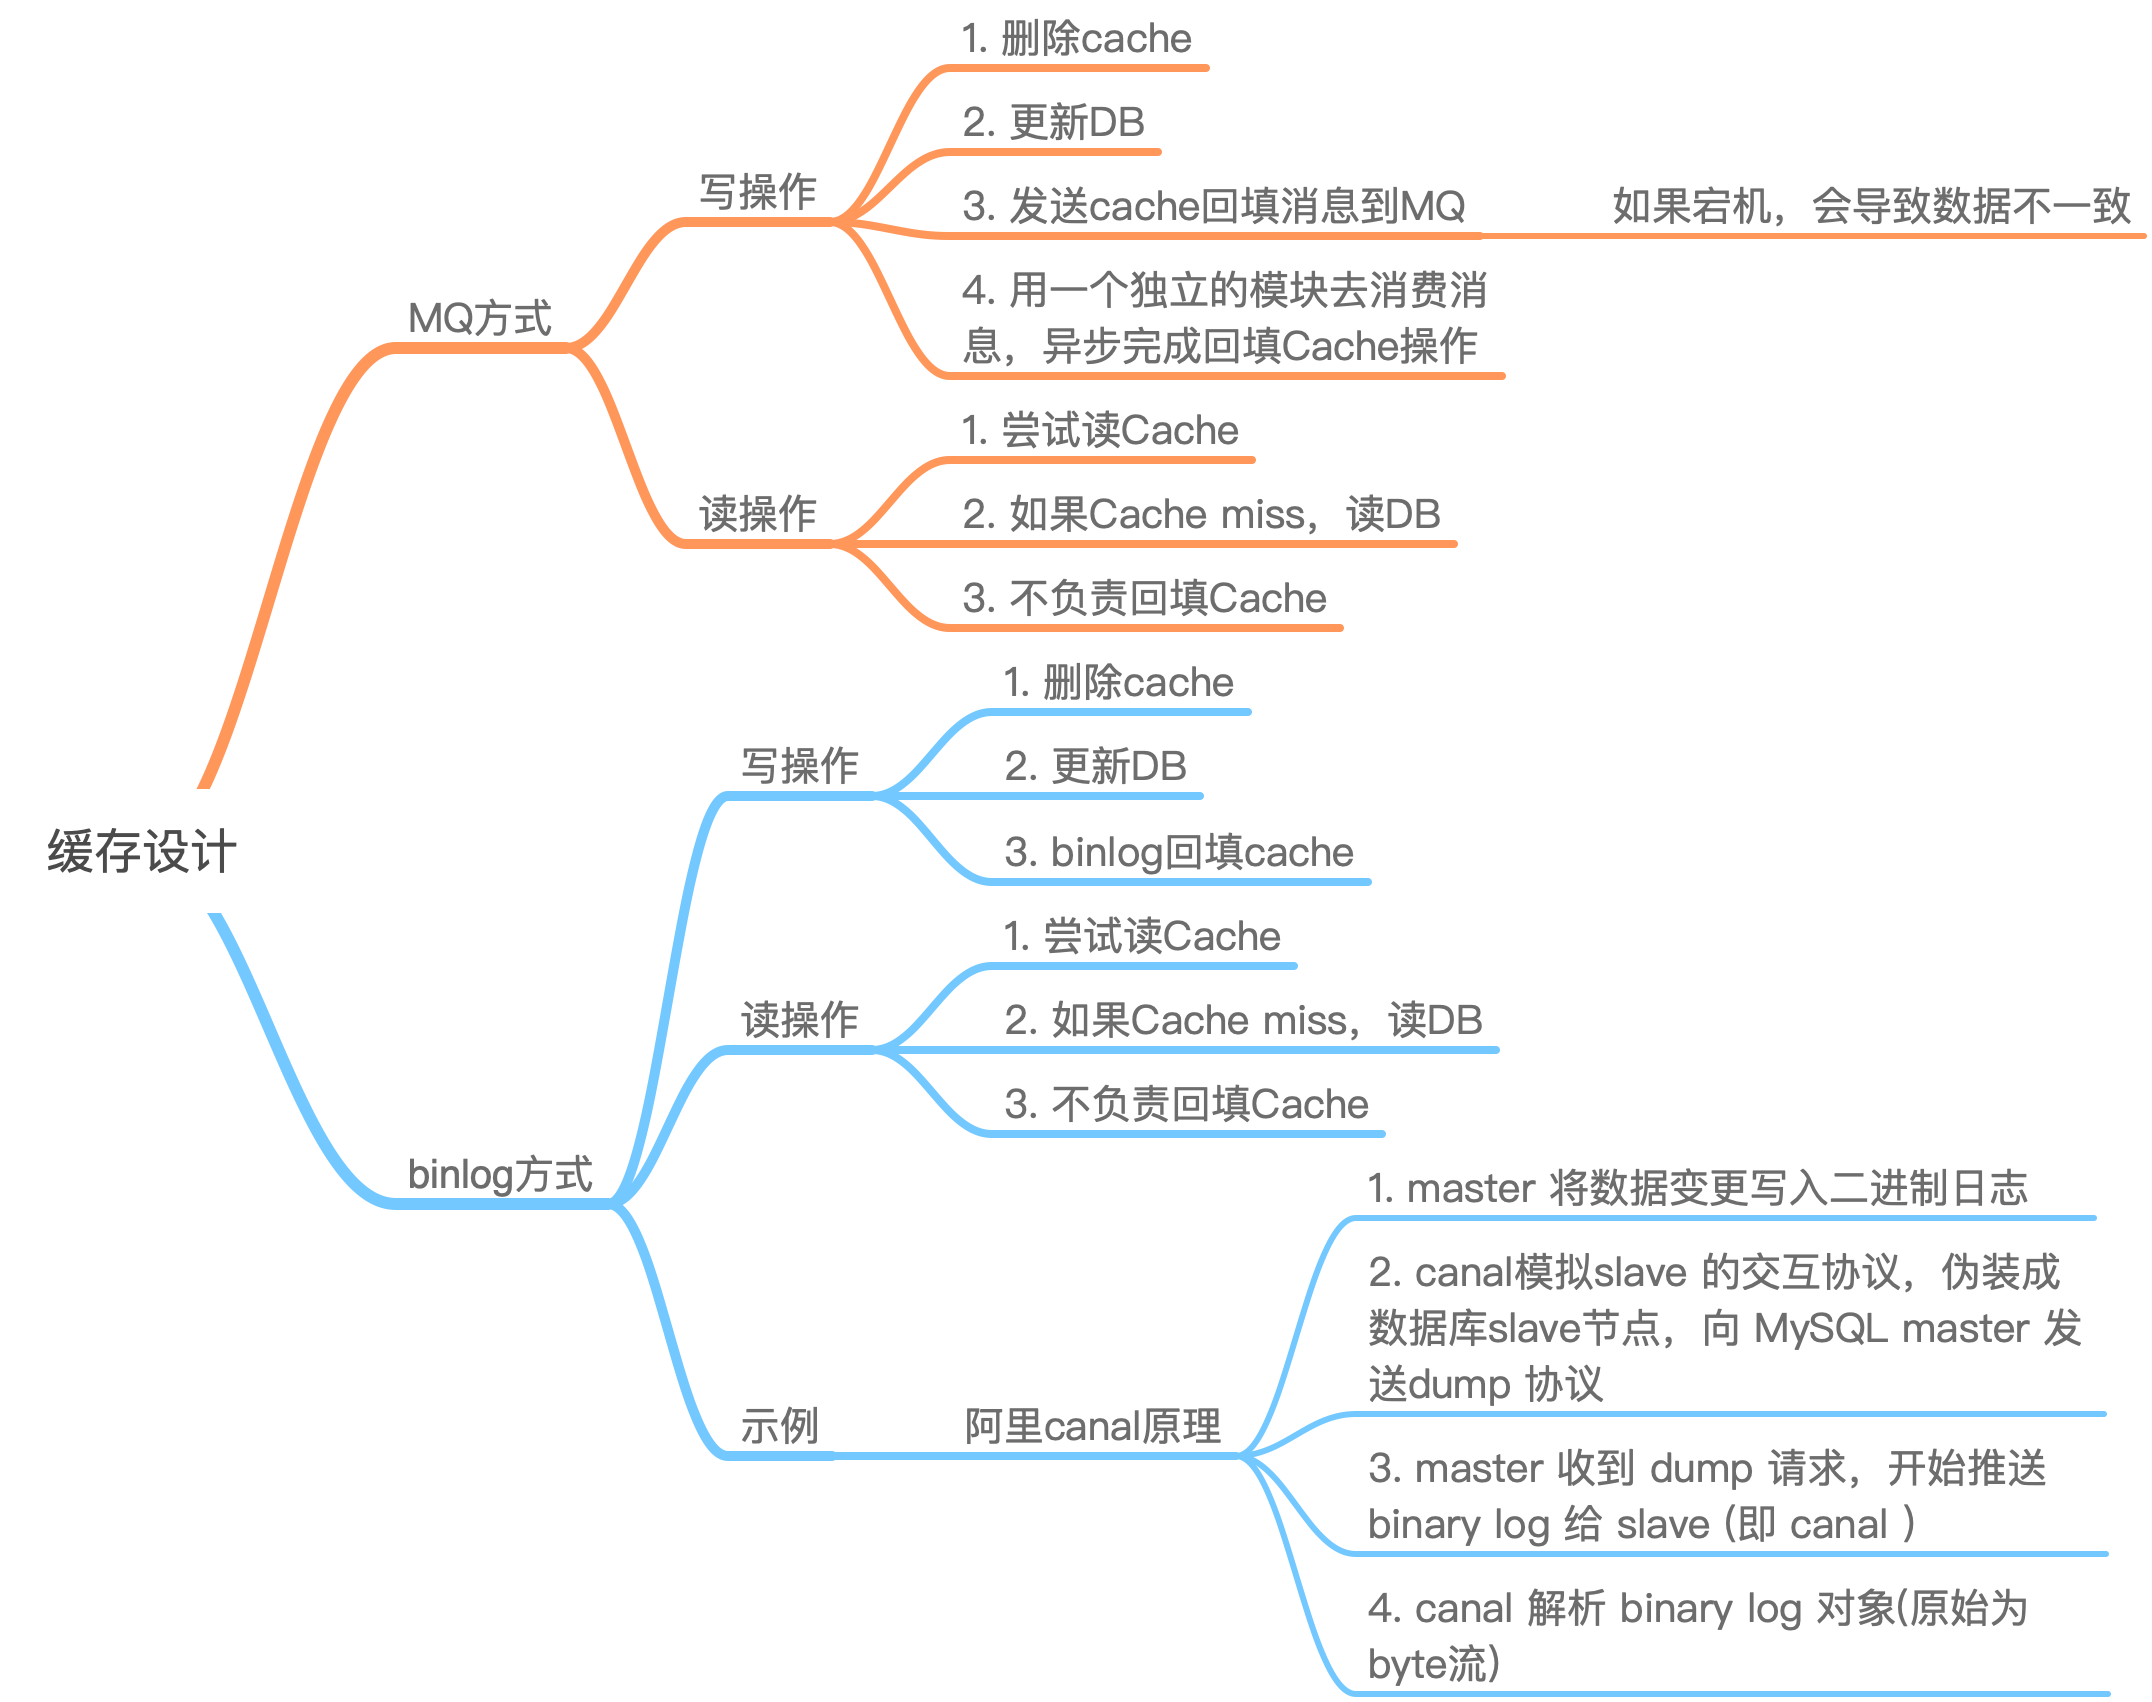 缓存设计
MQ方式
写操作
1. 删除cache
2. 更新DB
3. 发送cache回填消息到MQ
如果宕机，会导致数据不一致
4. 用一个独立的模块去消费消
息，异步完成回填Cache操作
读操作
1. 尝试读Cache
2. 如果Cache miss，读DB
3. 不负责回填Cache
binlog方式
写操作
1. 删除cache
2. 更新DB
3. binlog回填cache
读操作
1. 尝试读Cache
2. 如果Cache miss，读DB
3. 不负责回填Cache
示例
阿里canal原理
1. master 将数据变更写入二进制日志
2. canal模拟slave 的交互协议，伪装成
数据库slave节点，向 MySQL master 发
送dump 协议
3. master 收到 dump 请求，开始推送
binary log 给 slave (即 canal )
4. canal 解析 binary log 对象(原始为
byte流)